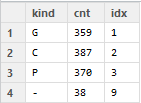 kind cnt idx
1 G 359 1
2 C 387 2
3 P 370 3
4 - 38 9